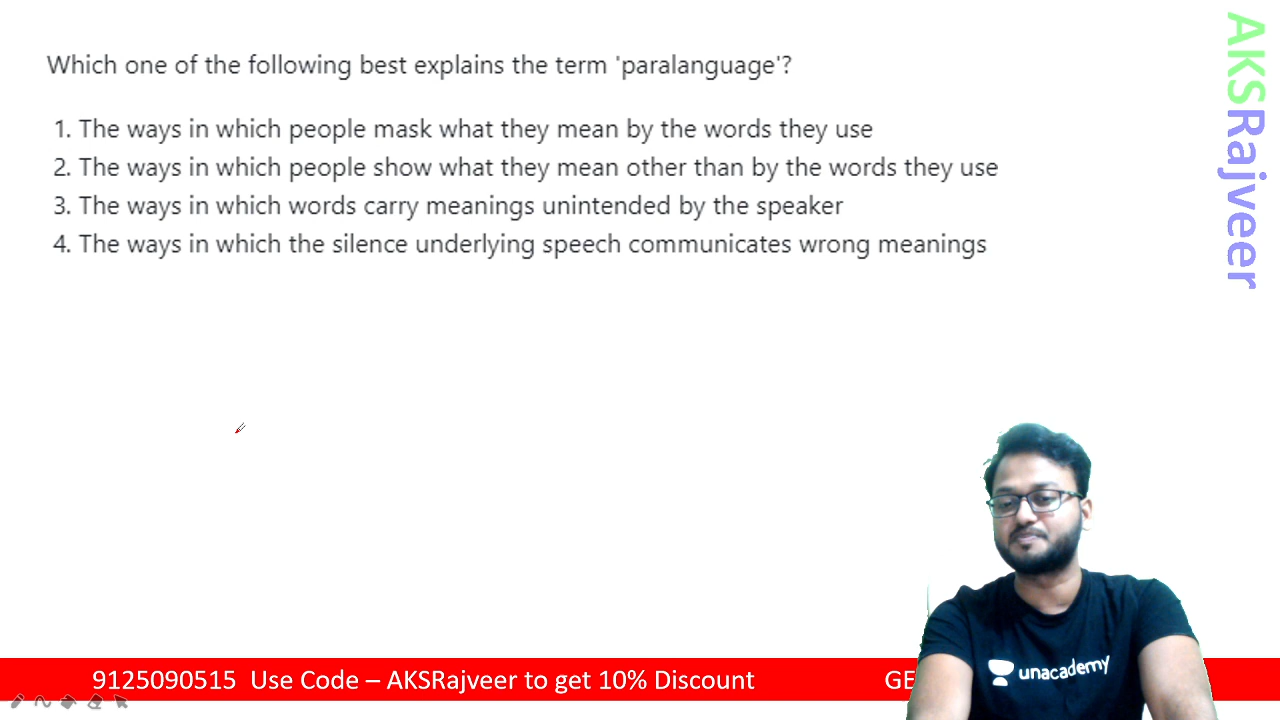 Which one of the following best explains the term 'paralanguage'?
1. The ways in which people mask what they mean by the words they use
2. The ways in which people show what they mean other than by the words they use
3. The ways in which words carry meanings unintended by the speaker
4. The ways in which the silence underlying speech communicates wrong meanings
AKSRajveer
unacademy
9125090515 Use Code – AKSRajveer to get 10% Discount
GE